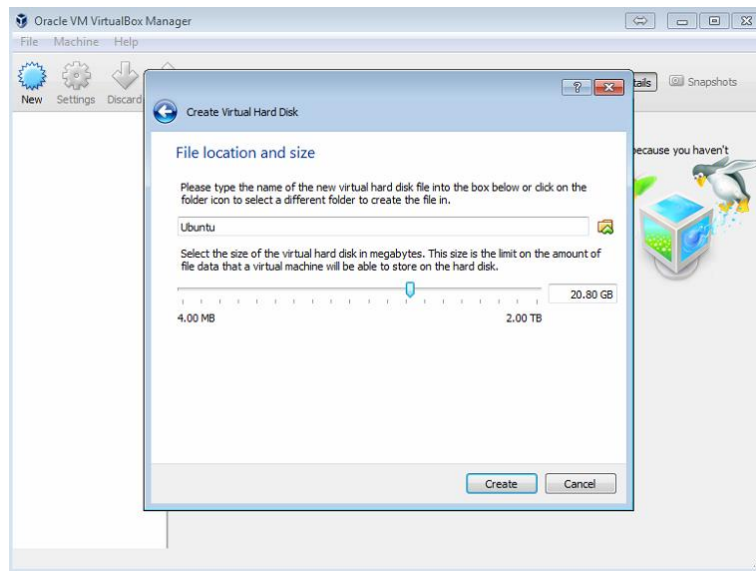 Oracle VM VirtualBox Manager
File Machine Help
New Settings Discard
tails Snapshots
ecause you haven't
Create Virtual Hard Disk
File location and size
Please type the name of the new virtual hard disk file into the box below or click on the
folder icon to select a different folder to create the file in.
Ubuntu
Select the size of the virtual hard disk in megabytes. This size is the limit on the amount of
file data that a virtual machine will be able to store on the hard disk.
20.80 GB
4.00 MB 2.00 TB
Create Cancel